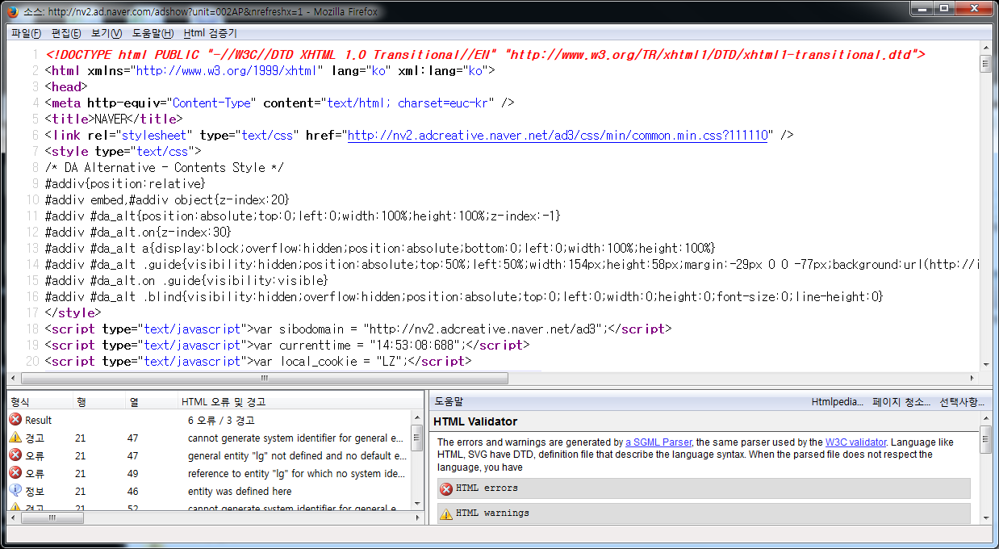 소스: http://nv2.ad.naver.com/adshow?unit=002AP&nrefreshx=1 - Mozilla Firefox
파일(F) 편집(E) 보기(V) 도움말(H) Html 검증기
1 <!DOCTYPE html PUBLIC "-//W3C//DTD XHTML 1.0 Transitional//EN" "http://www.w3.org/TR/xhtml1/DTD/xhtml1-transitional.dtd">
2 <html xmlns="http://www.w3.org/1999/xhtml" lang="ko" xml:lang="ko">
3 <head>
4 <meta http-equiv="Content-Type" content="text/html; charset=euc-kr" />
5 <title>NAVER</title>
6 <link rel="stylesheet" type="text/css" href="http://nv2.adcreative.naver.net/ad3/css/min/common.min.css?111110" />
7 <style type="text/css">
8 /* DA Alternative - Contents Style */
9 #addiv{position:relative}
10 #addiv embed,#addiv object{z-index:20}
11 #addiv #da_alt{position:absolute;top:0;left:0;width:100%;height:100%;z-index:-1}
12 #addiv #da_alt.on{z-index:30}
13 #addiv #da_alt a{display:block;overflow:hidden;position:absolute;bottom:0;left:0;width:100%;height:100%}
14 #addiv #da_alt .guide{visibility:hidden;position:absolute;top:50%;left:50%;width:154px;height:58px;margin:-29px 0 0 -77px;background:url(http://i
15 #addiv #da_alt.on .guide{visibility:visible}
16 #addiv #da_alt .blind{visibility:hidden;overflow:hidden;position:absolute;top:0;left:0;width:0;height:0;font-size:0;line-height:0}
17 </style>
18 <script type="text/javascript">var sibodomain = "http://nv2.adcreative.naver.net/ad3";</script>
19 <script type="text/javascript">var currenttime = "14:53:08:688";</script>
20 <script type="text/javascript">var local_cookie = "LZ";</script>
형식 행 열 HTML 오류 및 경고
Result 6 오류 / 3 경고
경고 21 47 cannot generate system identifier for general e...
오류 21 47 general entity "lg" not defined and no default e...
오류 21 49 reference to entity "lg" for which no system ide...
정보 21 46 entity was defined here
경고 21 52 cannot generate system identifier for general e...
도움말 Htmlpedia... 페이지 청소... 선택사항...
HTML Validator
The errors and warnings are generated by a SGML Parser, the same parser used by the W3C validator. Language like
HTML, SVG have DTD, definition file that describe the language syntax. When the parsed file does not respect the
language, you have
HTML errors
HTML warnings